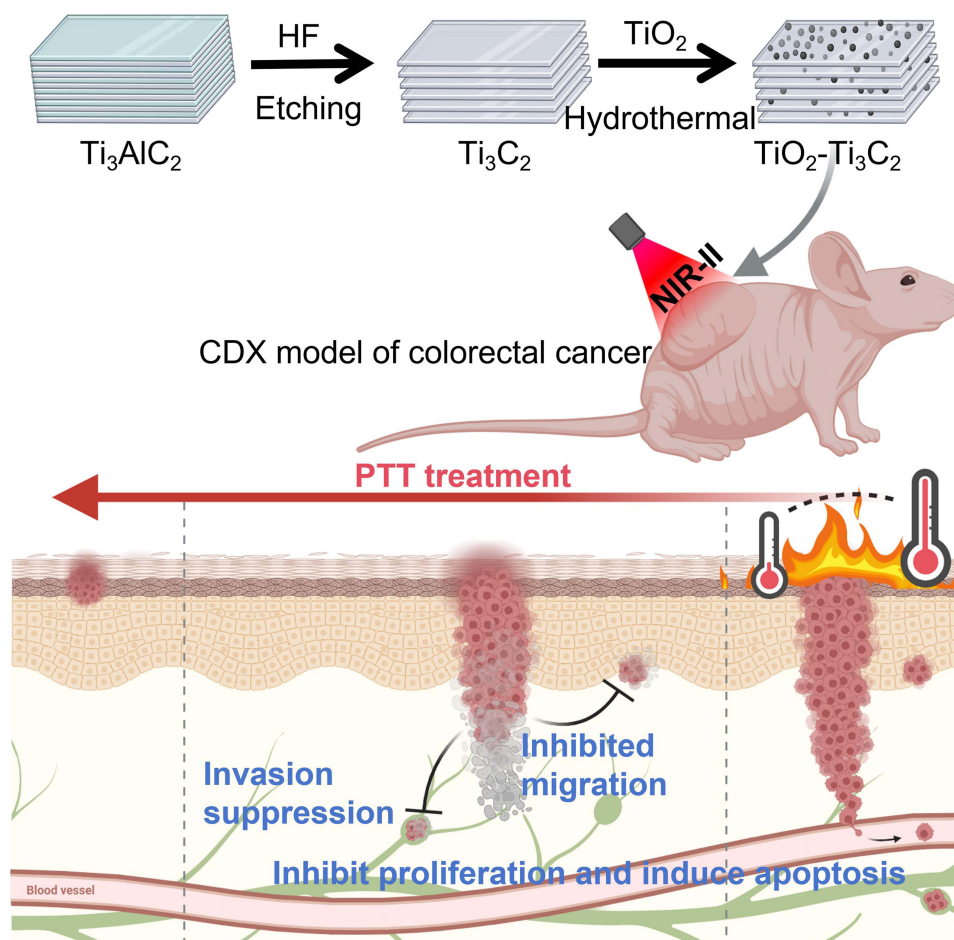 HF
Etching
TiO₂
Hydrothermal
Ti₃AlC₂
Ti₃C₂
TiO₂-Ti₃C₂
NIR-II
CDX model of colorectal cancer
PTT treatment
Inhibited
migration
Invasion
suppression
Inhibit proliferation and induce apoptosis
Blood vessel